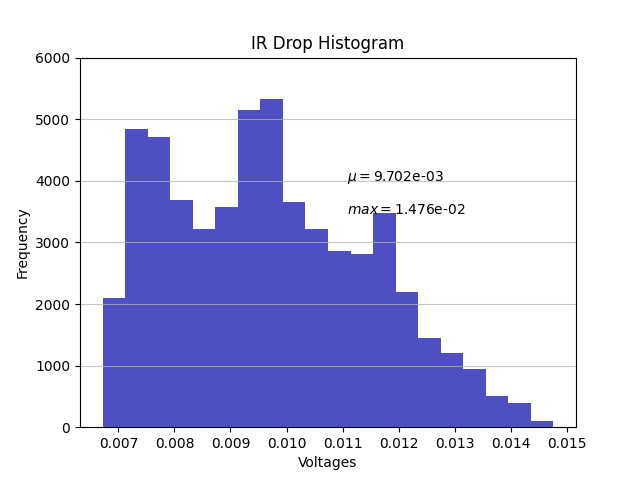 IR Drop Histogram
6000
5000
4000
3000
2000
1000
0
Frequency
μ = 9.702e-03
max = 1.476e-02
0.007 0.008 0.009 0.010 0.011 0.012 0.013 0.014 0.015
Voltages